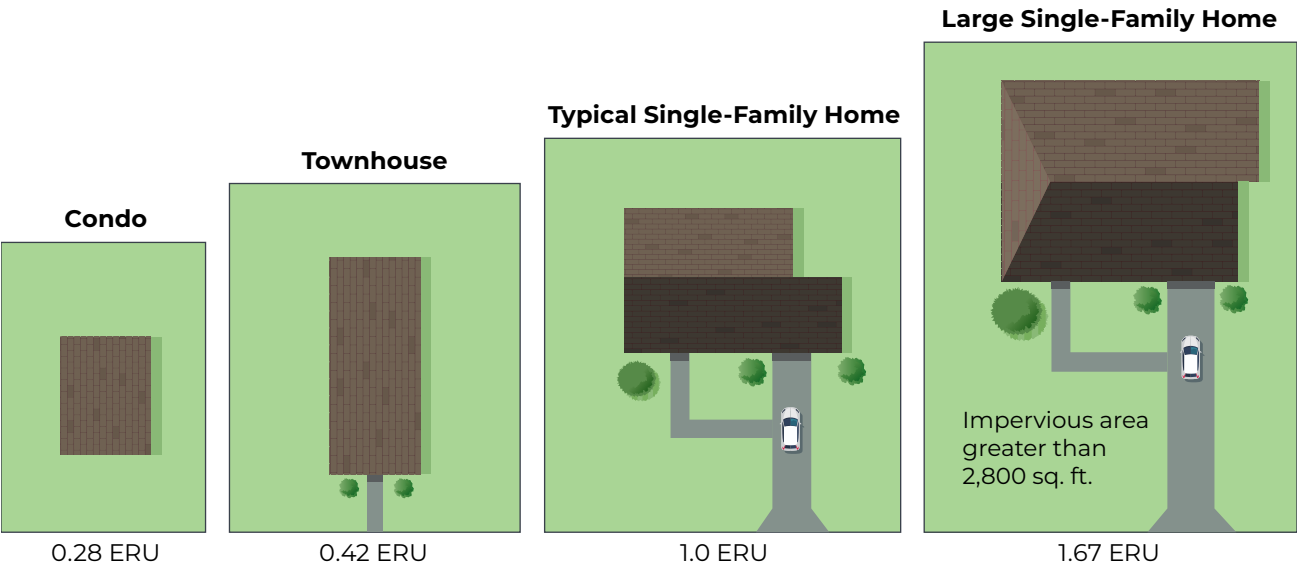 Condo
0.28 ERU
Townhouse
0.42 ERU
Typical Single-Family Home
1.0 ERU
Large Single-Family Home
Impervious area
greater than
2,800 sq. ft.
1.67 ERU